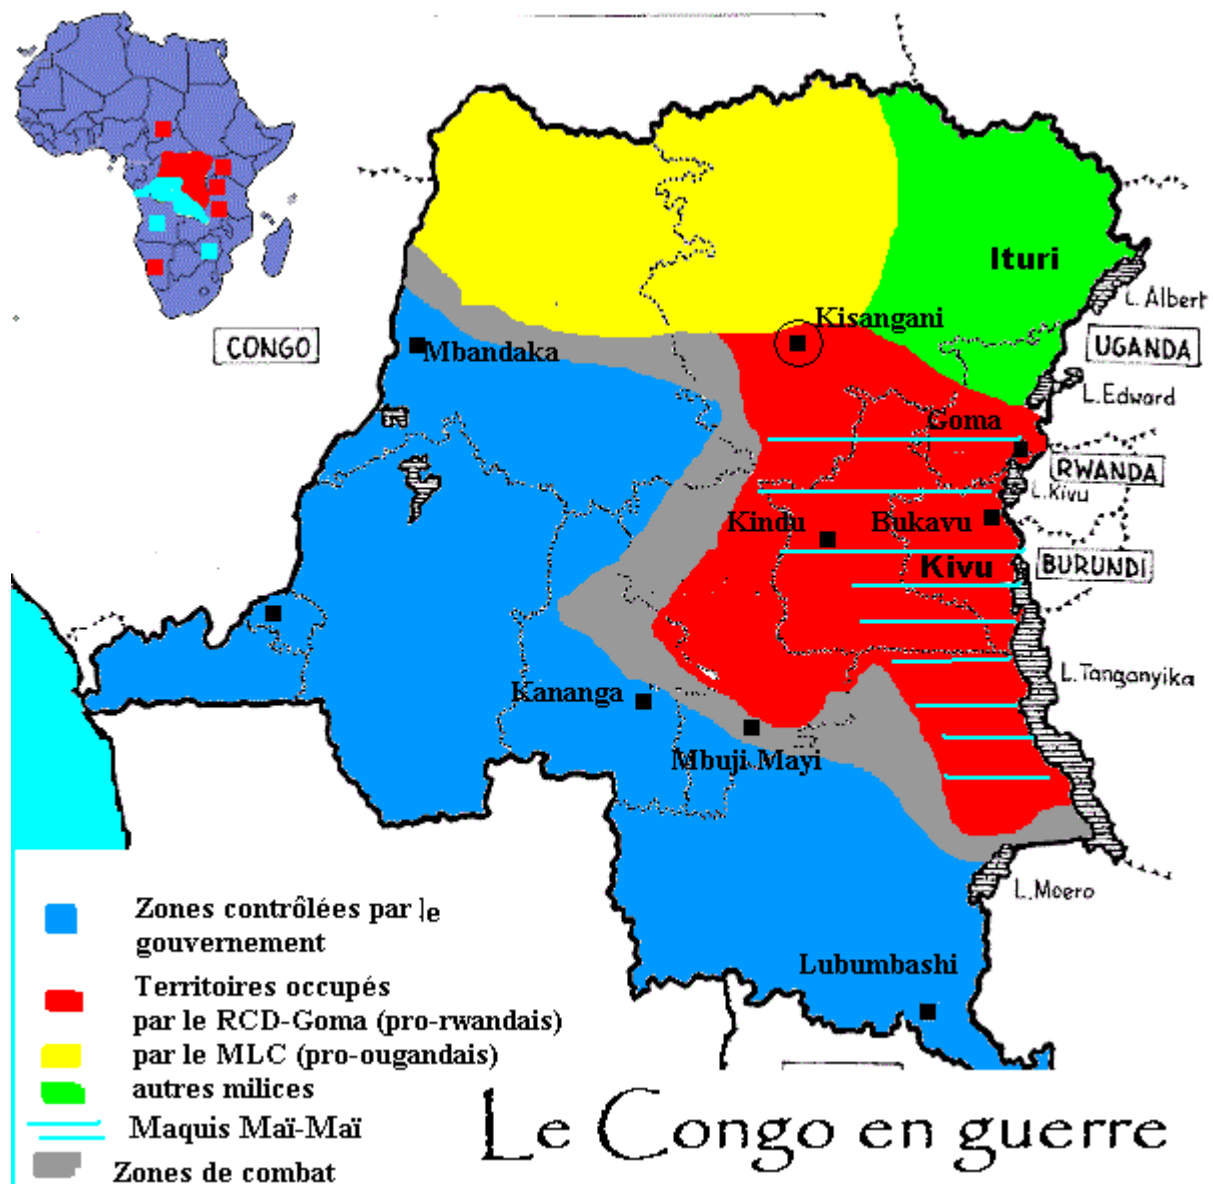 Ituri
L. Albert
Kisangani
CONGO
Mbandaka
UGANDA
L. Edward
Goma
RWANDA
L. Kivu
Kindu
Bukavu
Kivu
BURUNDI
L. Tanganyika
Kananga
Mbuji-Mayi
L. Moero
Lubumbashi
Zones contrôlées par le
gouvernement
Territoires occupés
par le RCD-Goma (pro-rwandais)
par le MLC (pro-ougandais)
autres milices
Maquis Maï-Maï
Zones de combat
Le Congo en guerre